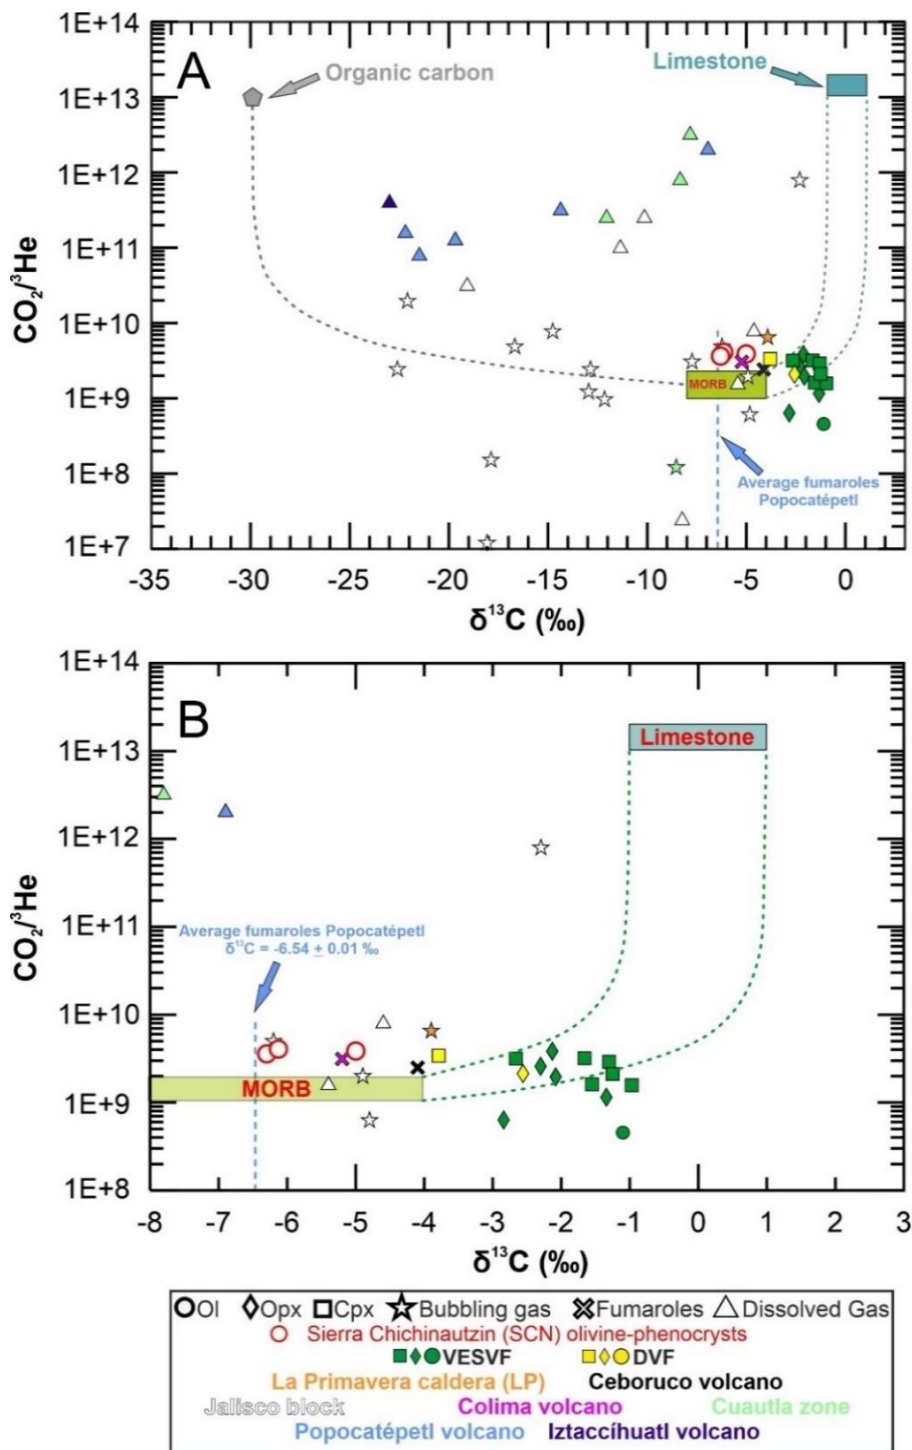 A
Organic carbon
Limestone
1E+14
1E+13
1E+12
1E+11
1E+10
1E+9
1E+8
1E+7
CO₂/³He
MORB
Average fumaroles
Popocatépetl
-35 -30 -25 -20 -15 -10 -5 0
δ¹³C (‰)
B
Limestone
1E+14
1E+13
1E+12
1E+11
1E+10
1E+9
1E+8
CO₂/³He
Average fumaroles Popocatépetl
δ¹³C = -6.54 ± 0.01 ‰
MORB
-8 -7 -6 -5 -4 -3 -2 -1 0 1 2 3
δ¹³C (‰)
Ol Opx Cpx Bubbling gas Fumaroles Dissolved Gas
Sierra Chichinautzin (SCN) olivine-phenocrysts
VESVF DVF
La Primavera caldera (LP) Ceboruco volcano
Jalisco block Colima volcano Cuautla zone
Popocatépetl volcano Iztaccíhuatl volcano